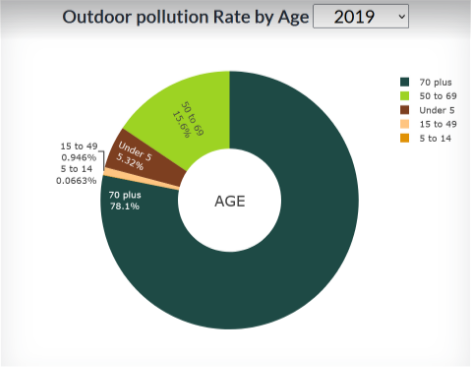 Outdoor pollution Rate by Age 2019
70 plus
50 to 69
Under 5
15 to 49
5 to 14
50 to 69
15.6%
Under 5
5.32%
15 to 49
0.946%
5 to 14
0.0663%
70 plus
78.1%
AGE